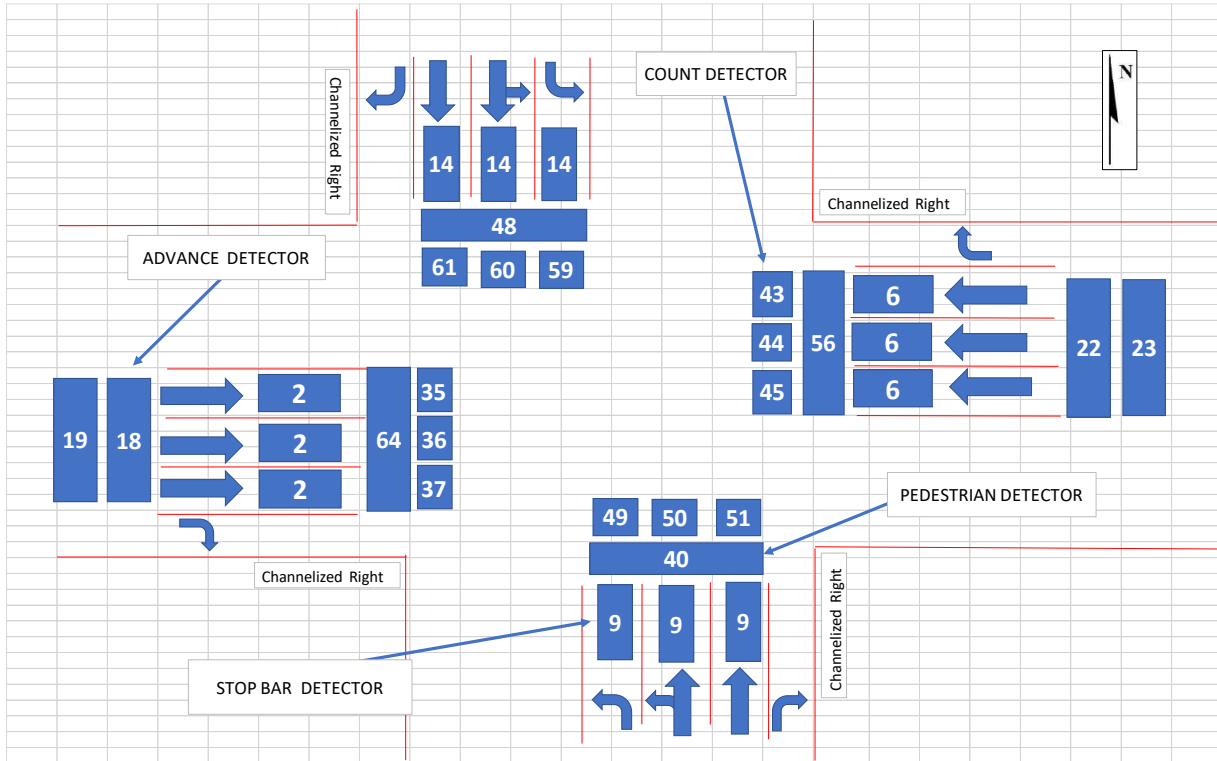 COUNT DETECTOR
N
Channelized Right
14 14 14
Channelized Right
48
ADVANCE DETECTOR
61 60 59
43 6
44 56 6 22 23
45 6
2 35
19 18 2 64 36
2 37
PEDESTRIAN DETECTOR
49 50 51
40
Channelized Right
Channelized Right
9 9 9
STOP BAR DETECTOR